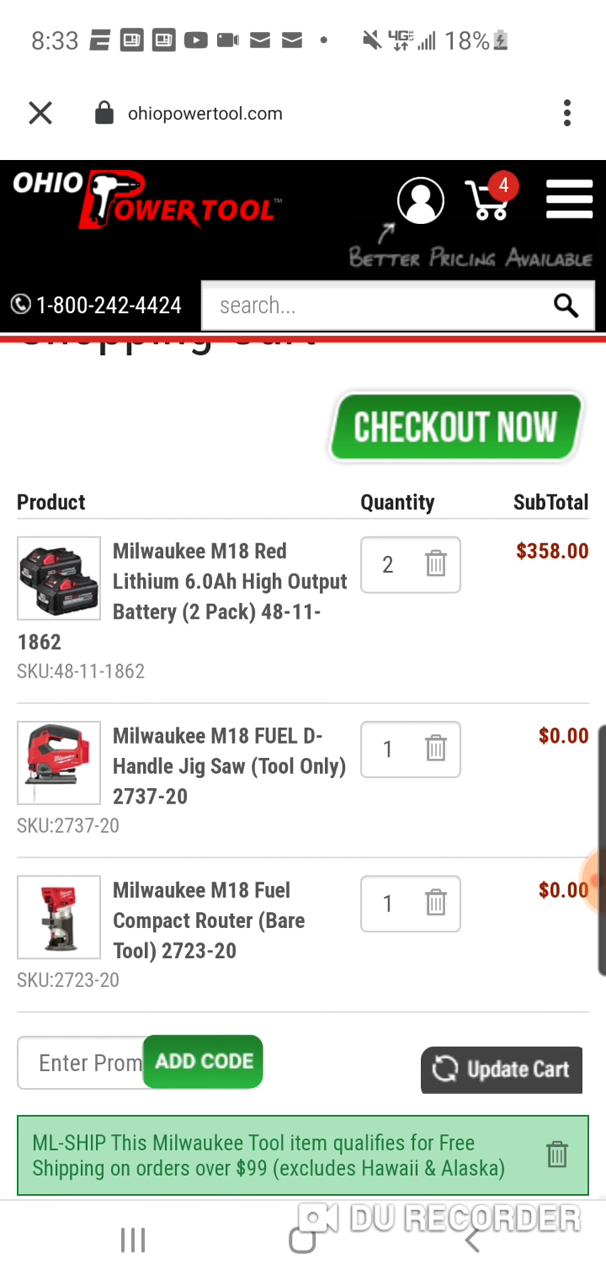 8:33 4GE 18%
ohiopowertool.com
OHIO POWER TOOL™
4
BETTER PRICING AVAILABLE
1-800-242-4424 search...
Shopping Cart
CHECKOUT NOW
Product Quantity SubTotal
Milwaukee M18 Red 2 $358.00
Lithium 6.0Ah High Output
Battery (2 Pack) 48-11-
1862
SKU:48-11-1862
Milwaukee M18 FUEL D- 1 $0.00
Handle Jig Saw (Tool Only)
2737-20
SKU:2737-20
Milwaukee M18 Fuel 1 $0.00
Compact Router (Bare
Tool) 2723-20
SKU:2723-20
Enter Prom ADD CODE Update Cart
ML-SHIP This Milwaukee Tool item qualifies for Free
Shipping on orders over $99 (excludes Hawaii & Alaska)
DU RECORDER